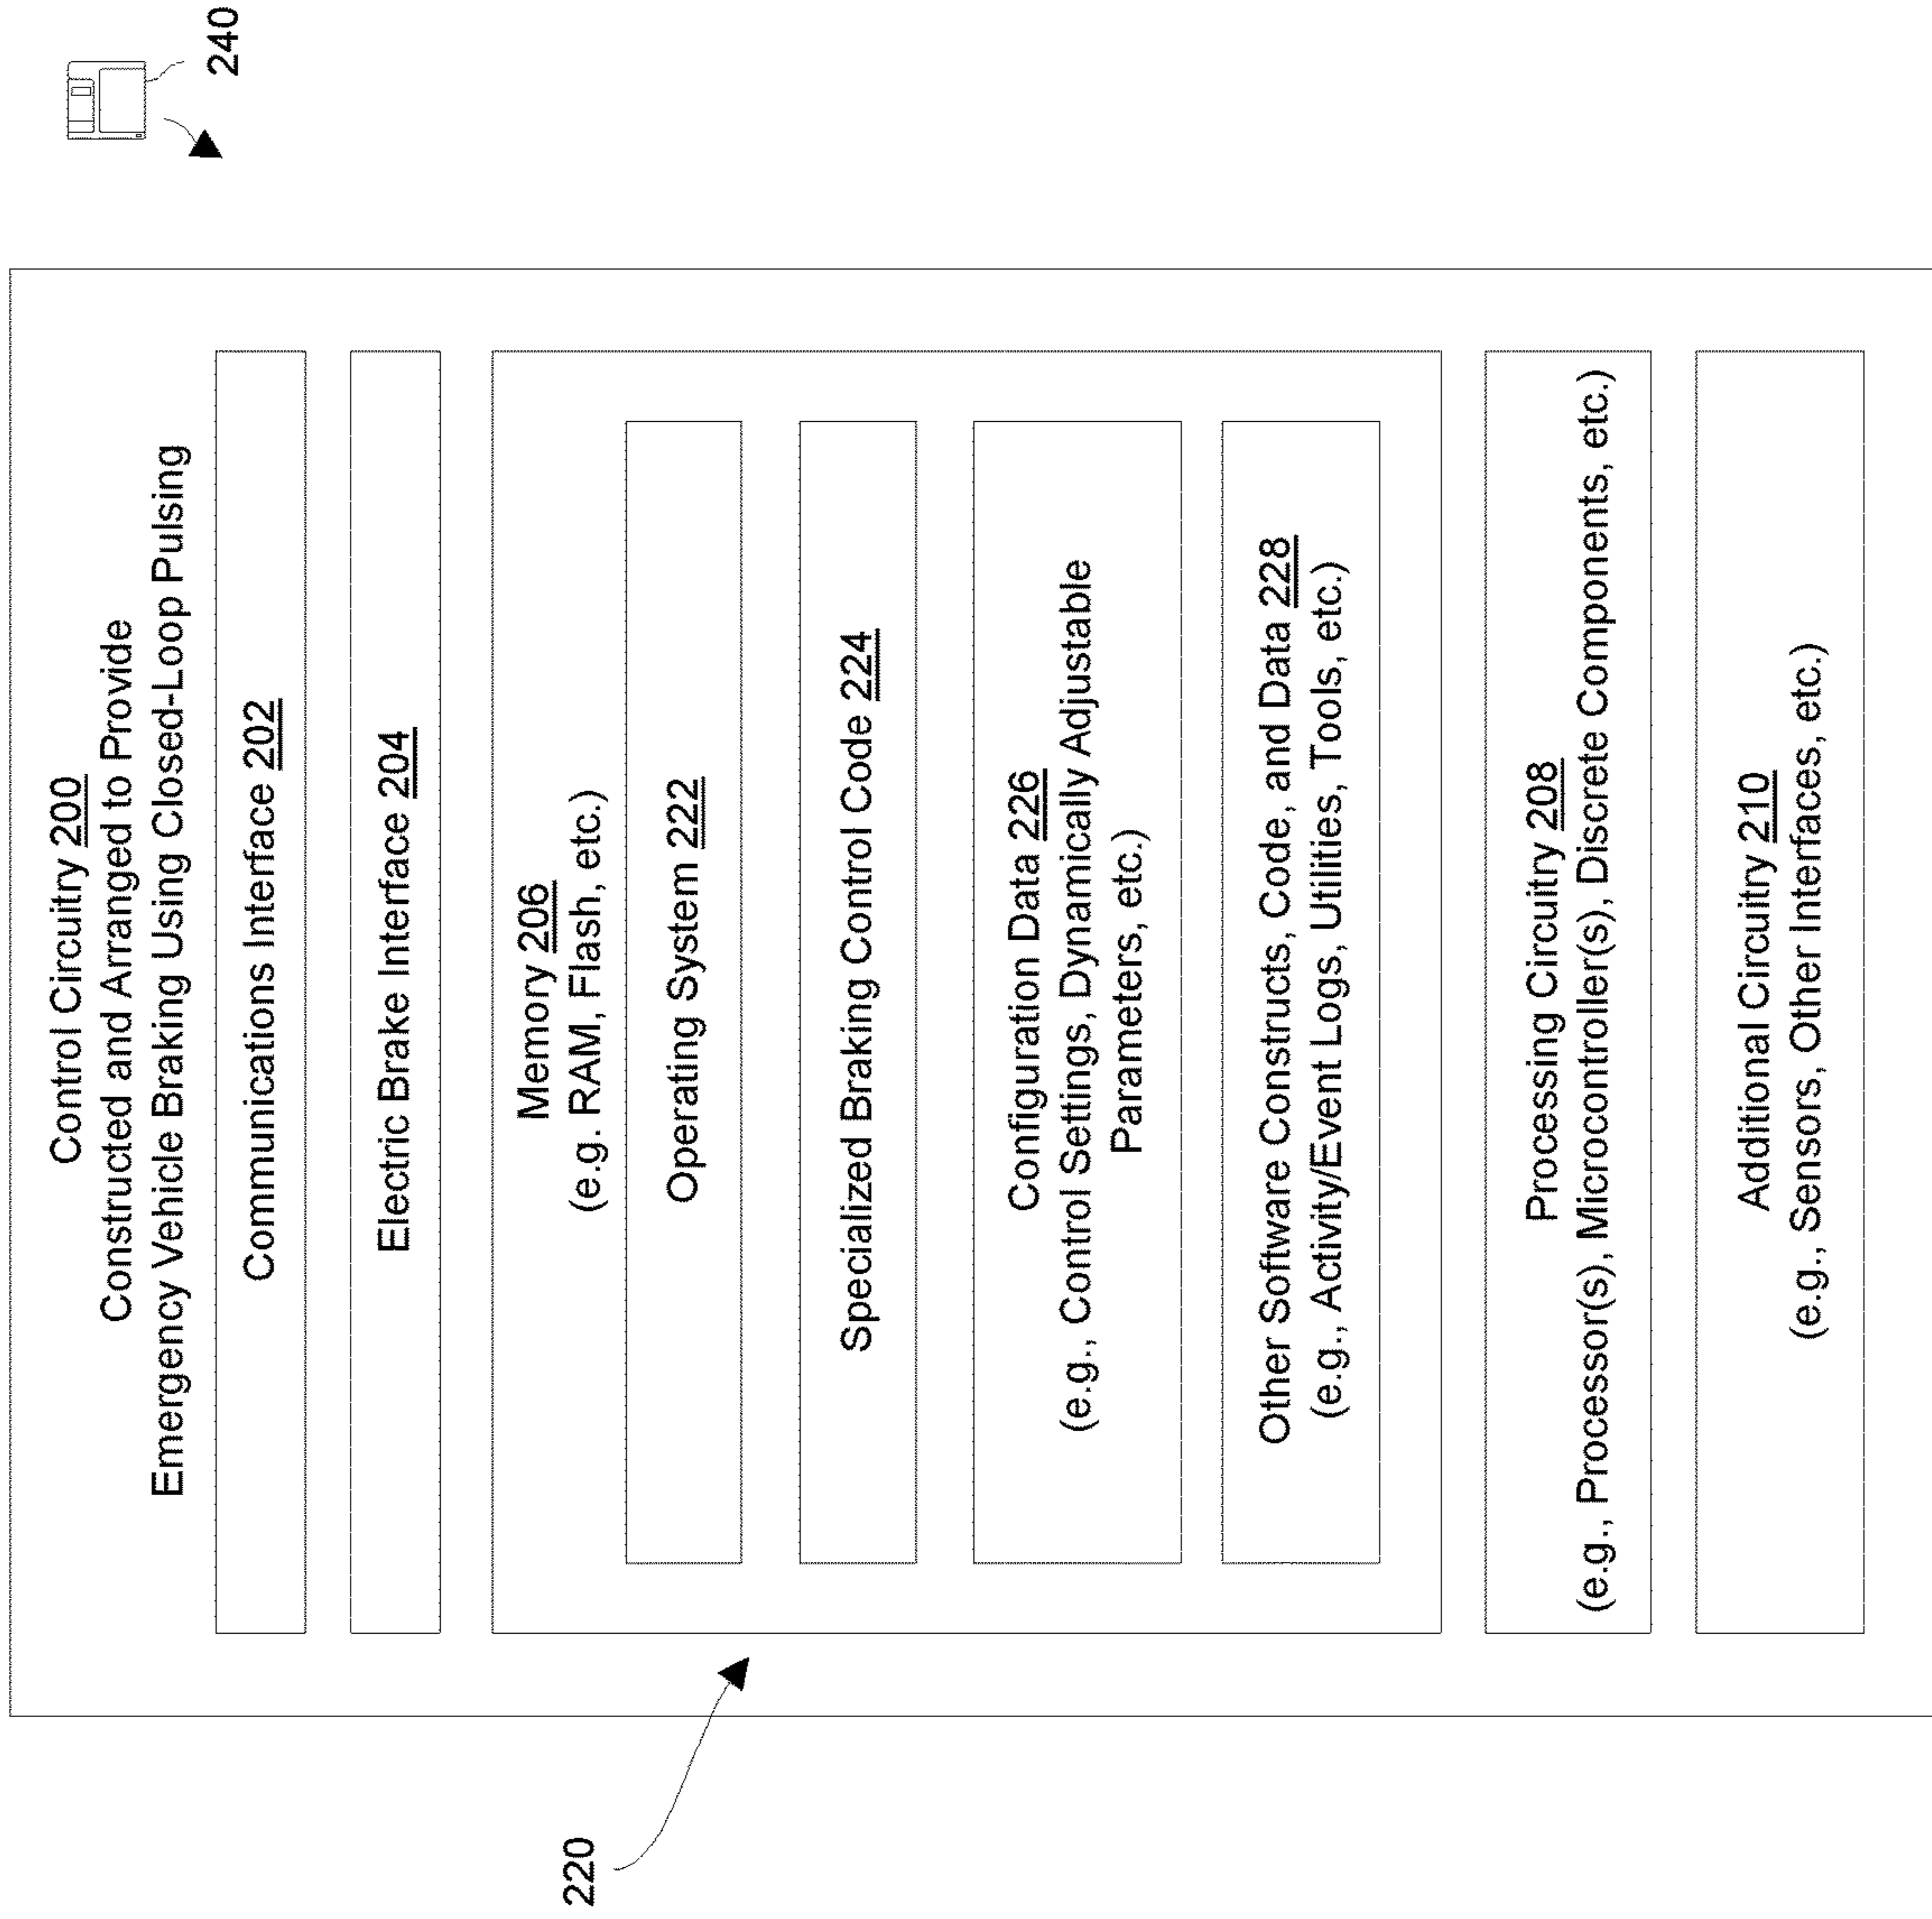 Control Circuitry 200
Constructed and Arranged to Provide
Emergency Vehicle Braking Using Closed-Loop Pulsing
Communications Interface 202
Electric Brake Interface 204
Memory 206
(e.g. RAM, Flash, etc.)
Operating System 222
Specialized Braking Control Code 224
Configuration Data 226
(e.g., Control Settings, Dynamically Adjustable
Parameters, etc.)
Other Software Constructs, Code, and Data 228
(e.g., Activity/Event Logs, Utilities, Tools, etc.)
Processing Circuitry 208
(e.g., Processor(s), Microcontroller(s), Discrete Components, etc.)
Additional Circuitry 210
(e.g., Sensors, Other Interfaces, etc.)
220
240